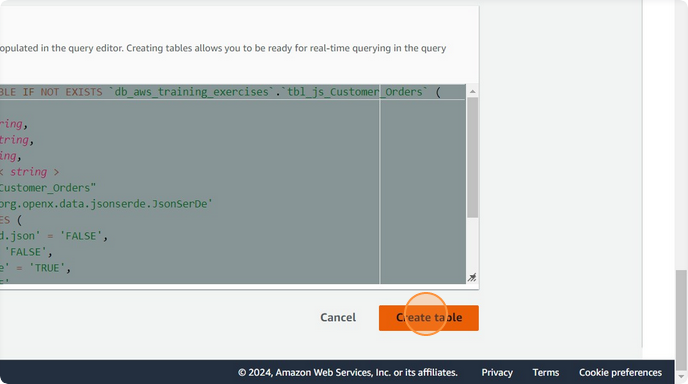 opulated in the query editor. Creating tables allows you to be ready for real-time querying in the query
BLE IF NOT EXISTS `db_aws_training_exercises`.`tbl_js_Customer_Orders` (
ring,
tring,
ing,
< string >
Customer_Orders"
org.openx.data.jsonserde.JsonSerDe'
ES (
d.json' = 'FALSE',
'FALSE',
e' = 'TRUE',
Cancel Create table
© 2024, Amazon Web Services, Inc. or its affiliates. Privacy Terms Cookie preferences